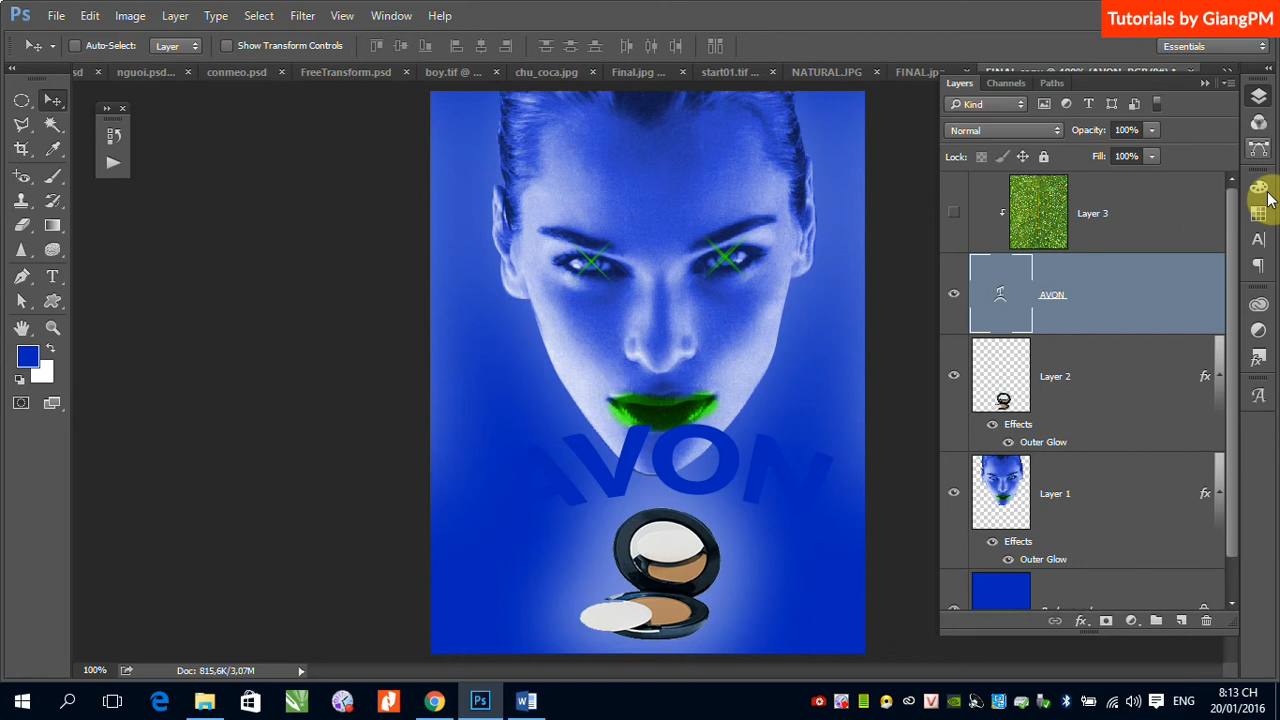 Ps File Edit Image Layer Type Select Filter View Window Help
Tutorials by GiangPM
Auto-Select: Layer Show Transform Controls
Essentials
sd nguoi.psd... conmeo.psd FreeTransform.psd boy.tif @ ... chu_coca.jpg Final.jpg ... start01.tif ... NATURAL.JPG FINAL.jp...
Layers Channels Paths
Kind
Normal Opacity: 100%
Lock: Fill: 100%
Layer 3
AVON
Layer 2
fx
Effects
Outer Glow
Layer 1
fx
Effects
Outer Glow
AVON
100% Doc: 815,6K/3,07M
ENG
8:13 CH
20/01/2016